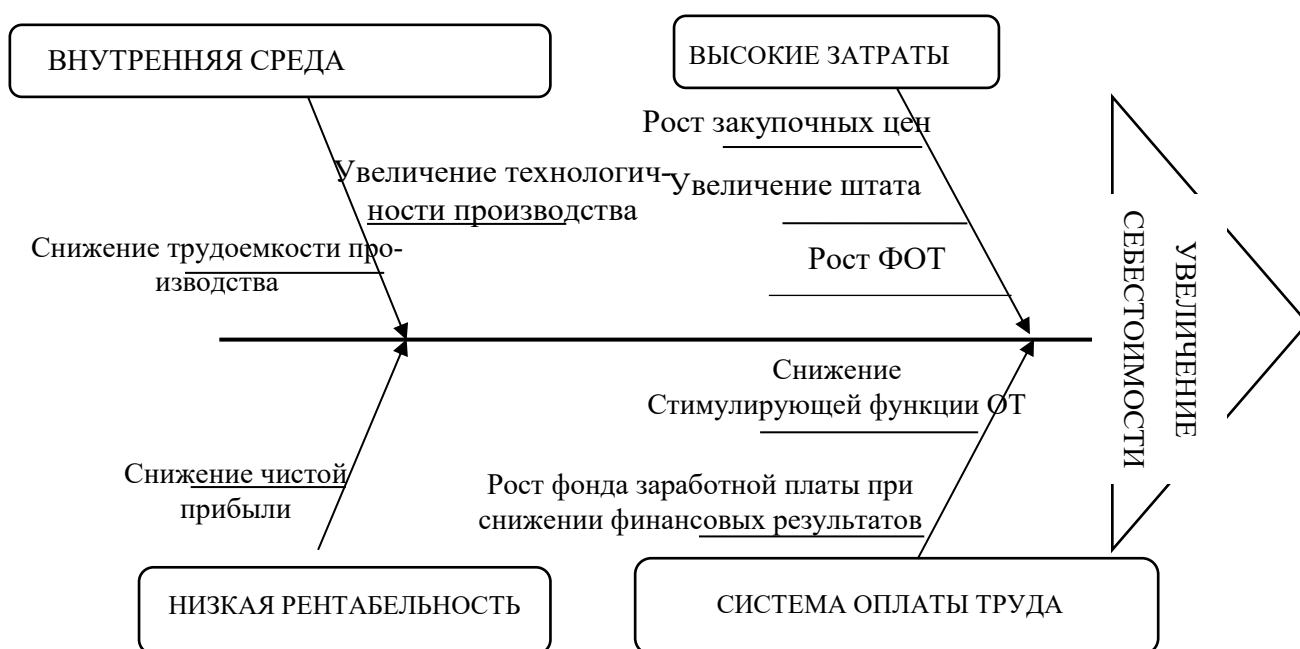 ВНУТРЕННЯЯ СРЕДА
ВЫСОКИЕ ЗАТРАТЫ
Рост закупочных цен
Увеличение технологич-
ности производства
Увеличение штата
Снижение трудоемкости про-
изводства
Рост ФОТ
УВЕЛИЧЕНИЕ
СЕБЕСТОИМОСТИ
Снижение
Стимулирующей функции ОТ
Снижение чистой
прибыли
Рост фонда заработной платы при
снижении финансовых результатов
НИЗКАЯ РЕНТАБЕЛЬНОСТЬ
СИСТЕМА ОПЛАТЫ ТРУДА